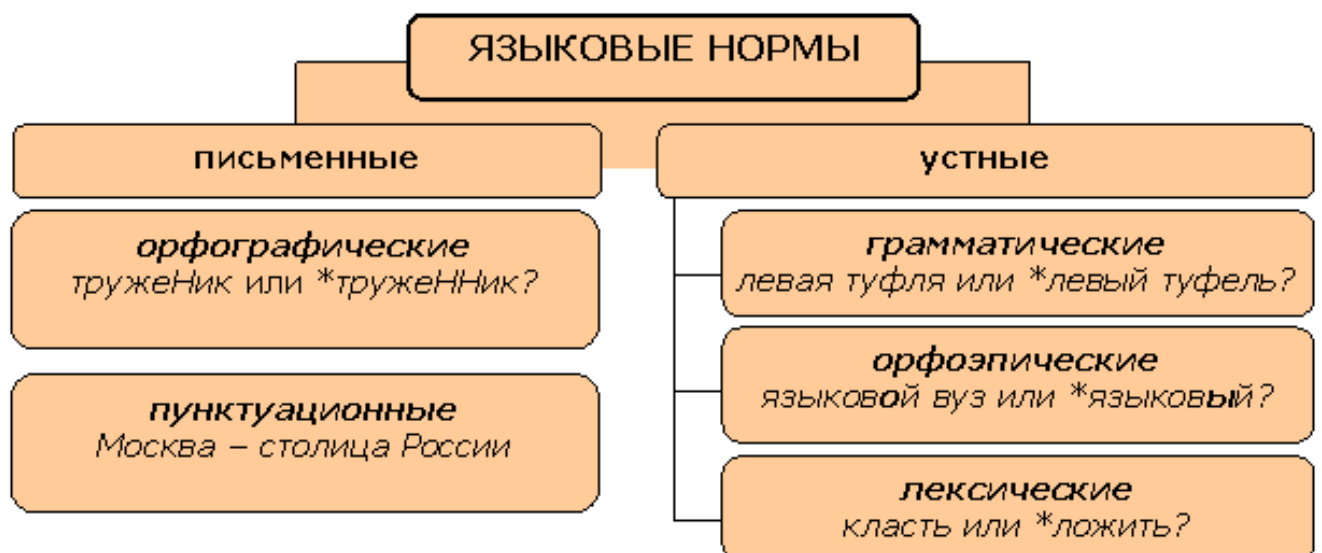 ЯЗЫКОВЫЕ НОРМЫ
письменные
орфографические
тружеНик или *тружеННик?
пунктуационные
Москва – столица России
устные
грамматические
левая туфля или *левый туфель?
орфоэпические
языковой вуз или *языковый?
лексические
класть или *ложить?